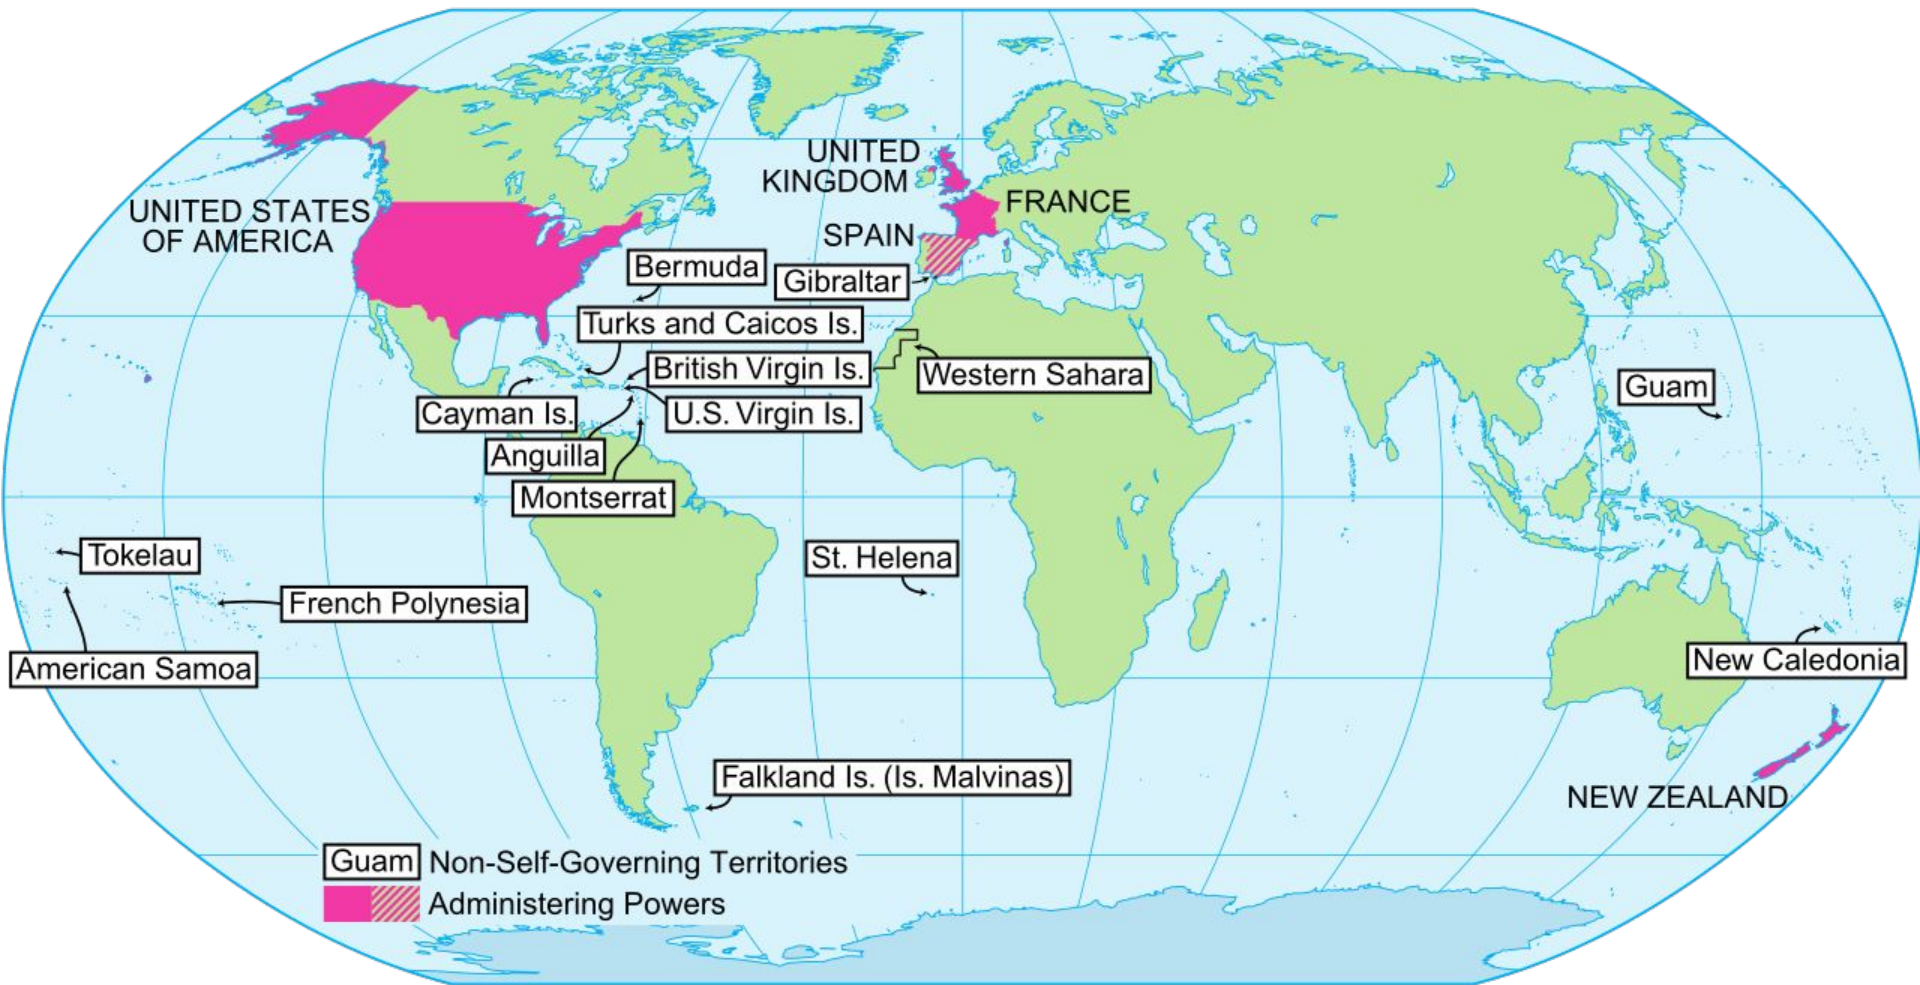 UNITED
KINGDOM
FRANCE
UNITED STATES
OF AMERICA
SPAIN
Bermuda
Gibraltar
Turks and Caicos Is.
British Virgin Is.
Western Sahara
Guam
Cayman Is.
U.S. Virgin Is.
Anguilla
Montserrat
Tokelau
St. Helena
French Polynesia
American Samoa
New Caledonia
Falkland Is. (Is. Malvinas)
NEW ZEALAND
Guam Non-Self-Governing Territories
Administering Powers